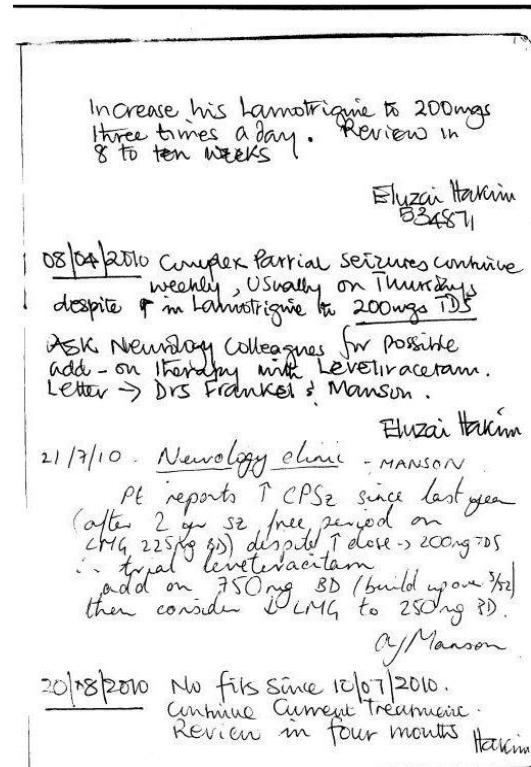 Increase his Lamotrigine to 200mgs
three times a day. Review in
8 to ten weeks
Eluzai Hakim
534871
08/04/2010 Complex Partial Seizures continue
weekly, usually on Thursdays
despite ↑ in Lamotrigine to 200mgs TDS
Ask Neurology Colleagues for possible
add-on therapy with Levetiracetam.
Letter → Drs Frankel & Manson.
Eluzai Hakim
21/7/10. Neurology clinic - MANSON
Pt reports ↑ CPSz since last year
(after 2 yr sz free period on
LMG 225mg BD) despite ↑ dose → 200mg TDS
∴ trial leveteracitam
add on 750mg BD (build up over 3/52)
then consider ↓ LMG to 250mg BD.
Manson
20/08/2010 No fits since 12/07/2010.
Continue Current Treatment.
Review in four months Hakim